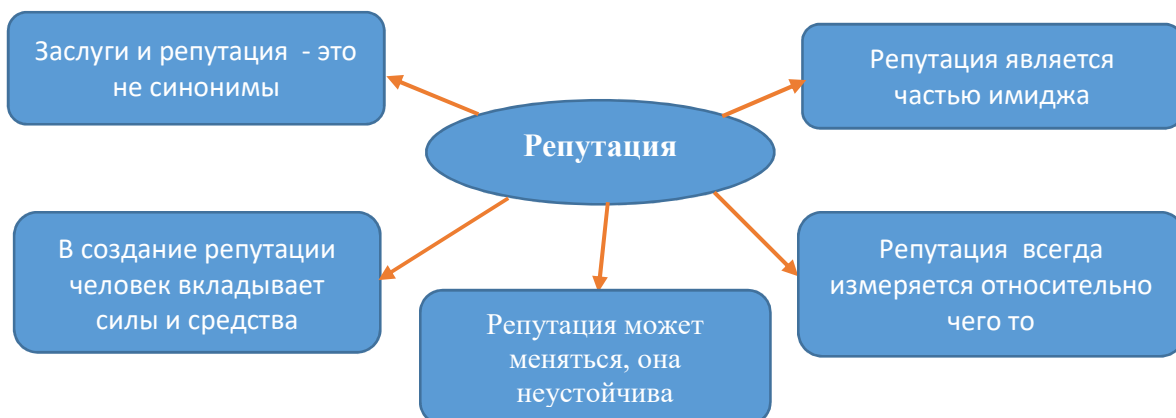 Заслуги и репутация - это
не синонимы
Репутация является
частью имиджа
Репутация
В создание репутации
человек вкладывает
силы и средства
Репутация может
меняться, она
неустойчива
Репутация всегда
измеряется относительно
чего то